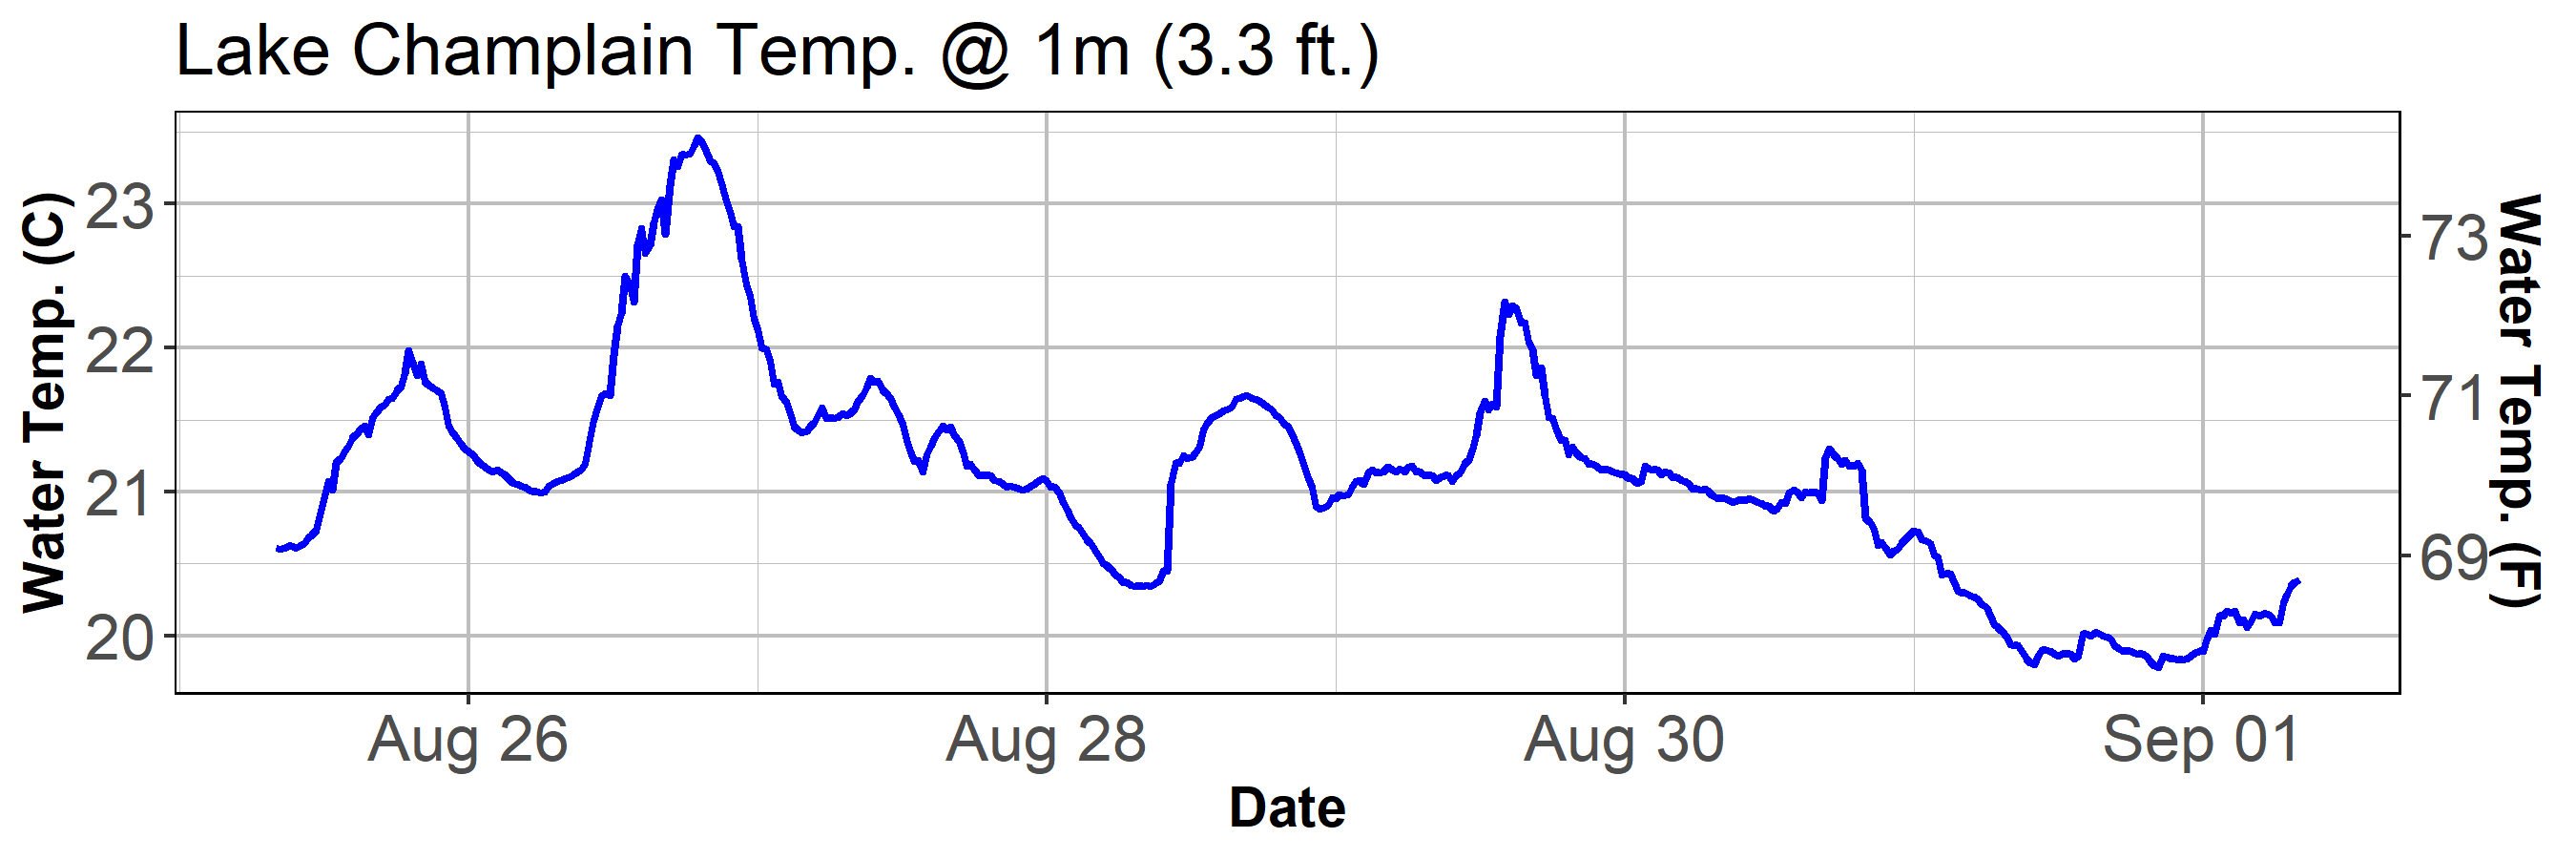 Lake Champlain Temp. @ 1m (3.3 ft.)
Water Temp. (C)
23
22
21
20
73
71
69
Water Temp. (F)
Aug 26
Aug 28
Aug 30
Sep 01
Date